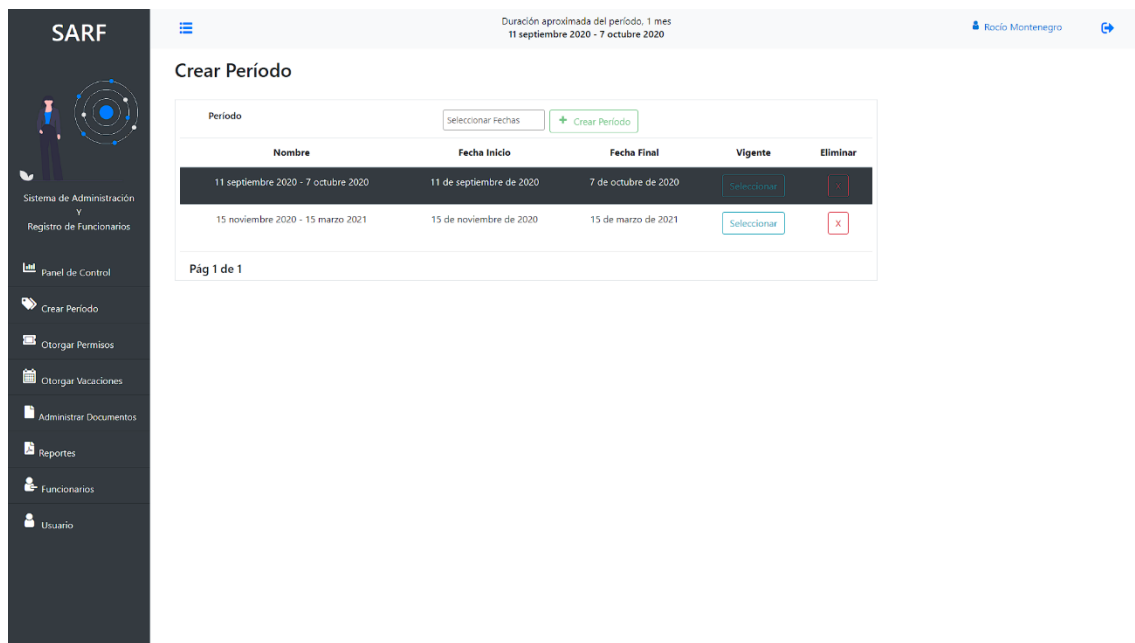 SARF
Duración aproximada del período, 1 mes
11 septiembre 2020 - 7 octubre 2020
Rocío Montenegro
Crear Período
Período
Seleccionar Fechas
+ Crear Período
Nombre Fecha Inicio Fecha Final Vigente Eliminar
11 septiembre 2020 - 7 octubre 2020 11 de septiembre de 2020 7 de octubre de 2020 Seleccionar X
15 noviembre 2020 - 15 marzo 2021 15 de noviembre de 2020 15 de marzo de 2021 Seleccionar X
Pág 1 de 1
Sistema de Administración
Y
Registro de Funcionarios
Panel de Control
Crear Período
Otorgar Permisos
Otorgar Vacaciones
Administrar Documentos
Reportes
Funcionarios
Usuario